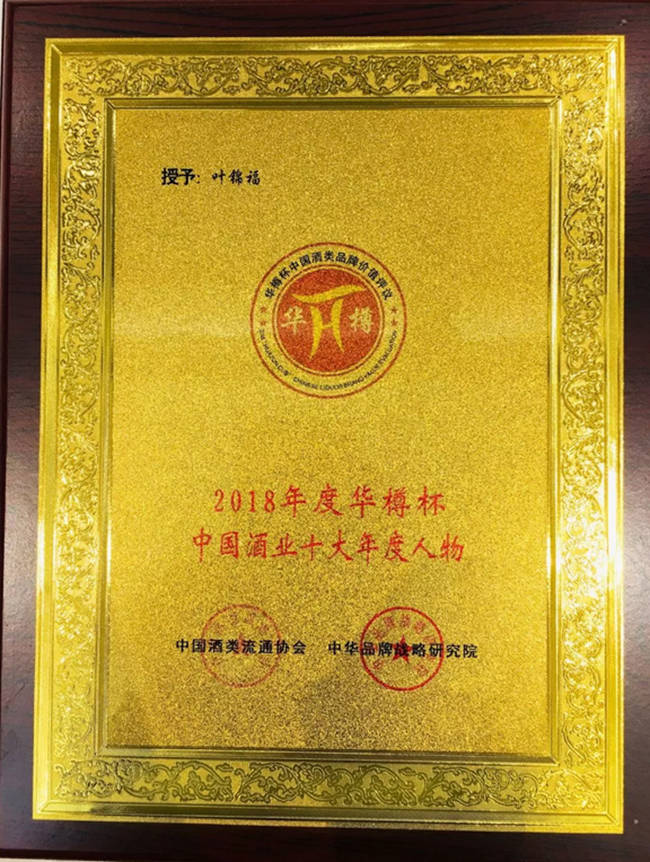 授予：叶锦福
华樽杯中国酒类品牌价值评议
华樽
2018年度华樽杯
中国酒业十大年度人物
中国酒类流通协会 中华品牌战略研究院